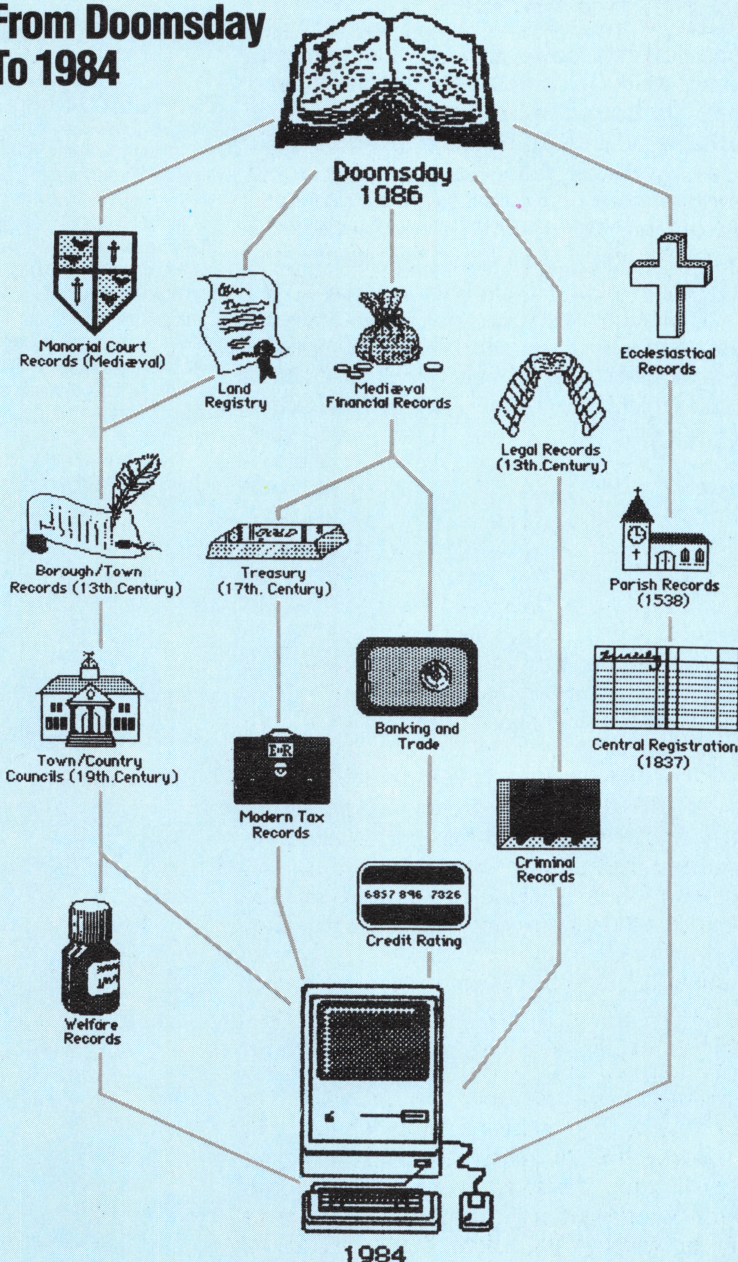 From Doomsday
To 1984
Doomsday
1086
Manorial Court
Records (Mediæval)
Land
Registry
Mediæval
Financial Records
Legal Records
(13th.Century)
Ecclesiastical
Records
Borough/Town
Records (13th.Century)
Treasury
(17th. Century)
Parish Records
(1538)
Town/Country
Councils (19th.Century)
E R
Modern Tax
Records
Banking and
Trade
Central Registration
(1837)
Criminal
Records
6857 896 7326
Credit Rating
Welfare
Records
1984